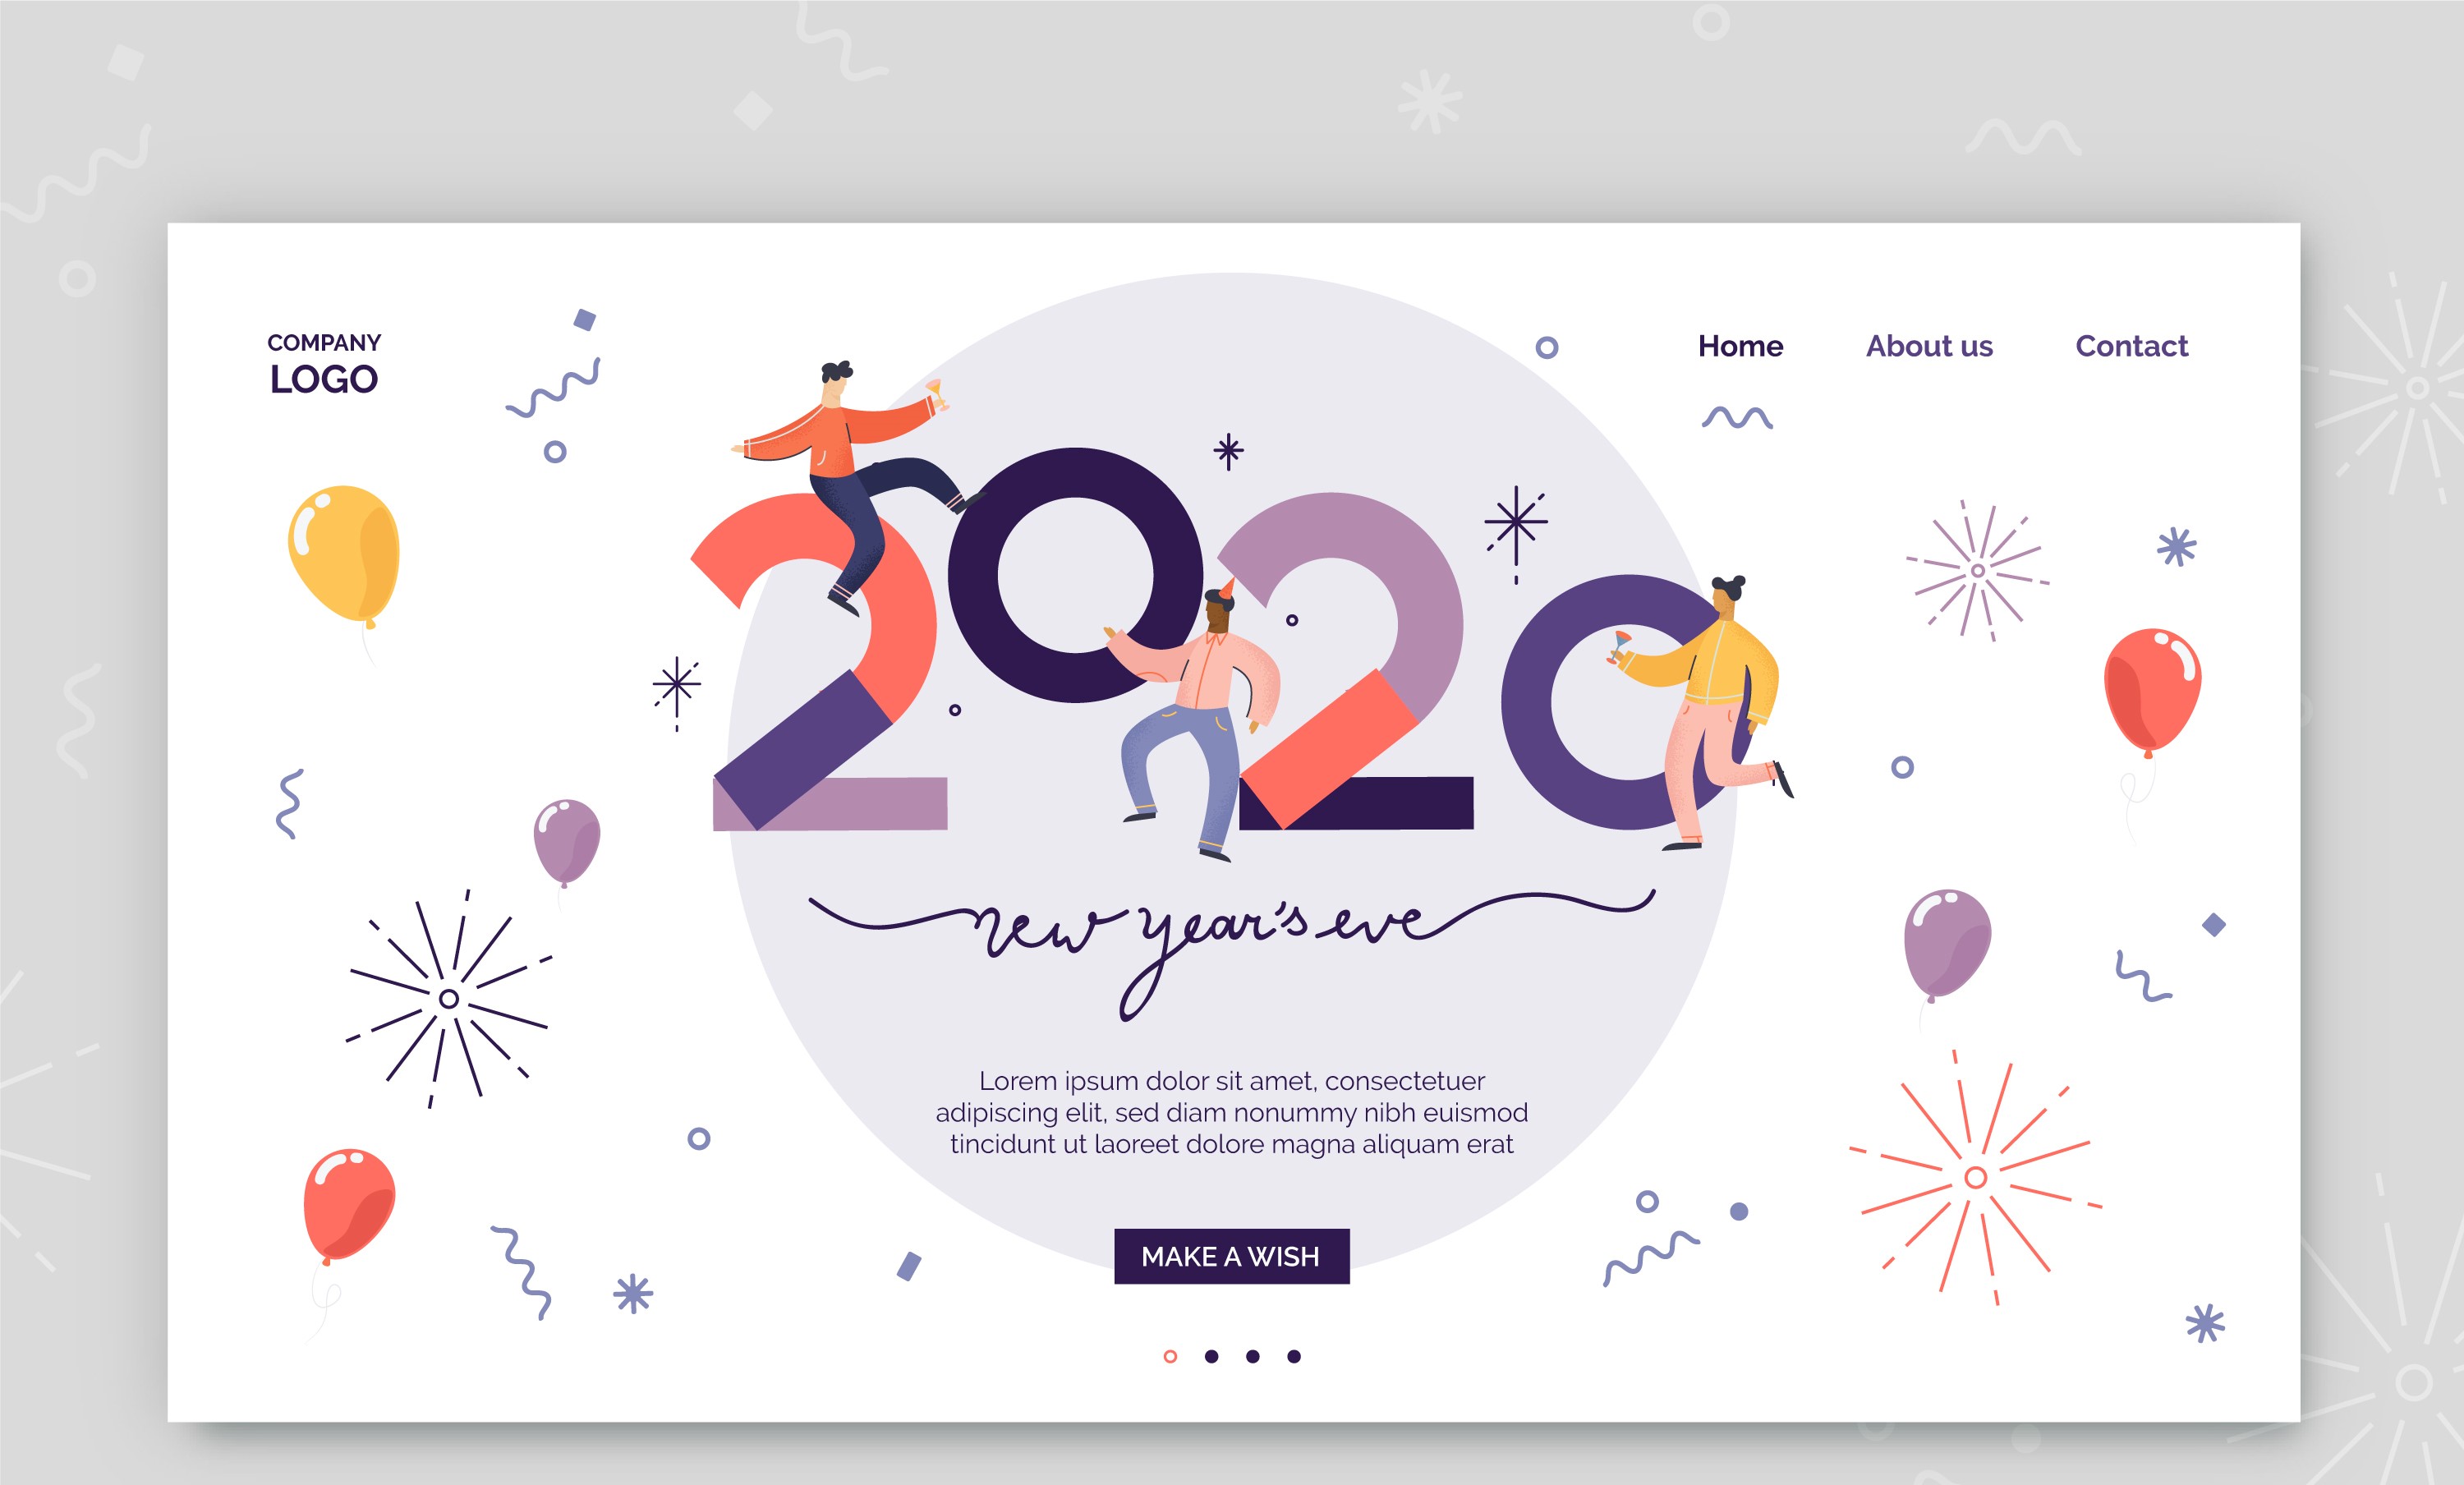 COMPANY
LOGO
Home About us Contact
2020
new year's eve
Lorem ipsum dolor sit amet, consectetuer
adipiscing elit, sed diam nonummy nibh euismod
tincidunt ut laoreet dolore magna aliquam erat
MAKE A WISH